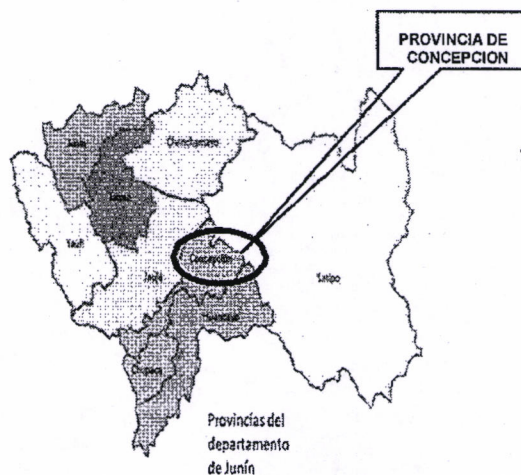 PROVINCIA DE
CONCEPCION
Junín
Chanchamayo
Tarma
Yauli
Jauja
Concepción
Satipo
Huancayo
Chupaca
Provincias del
departamento
de Junín